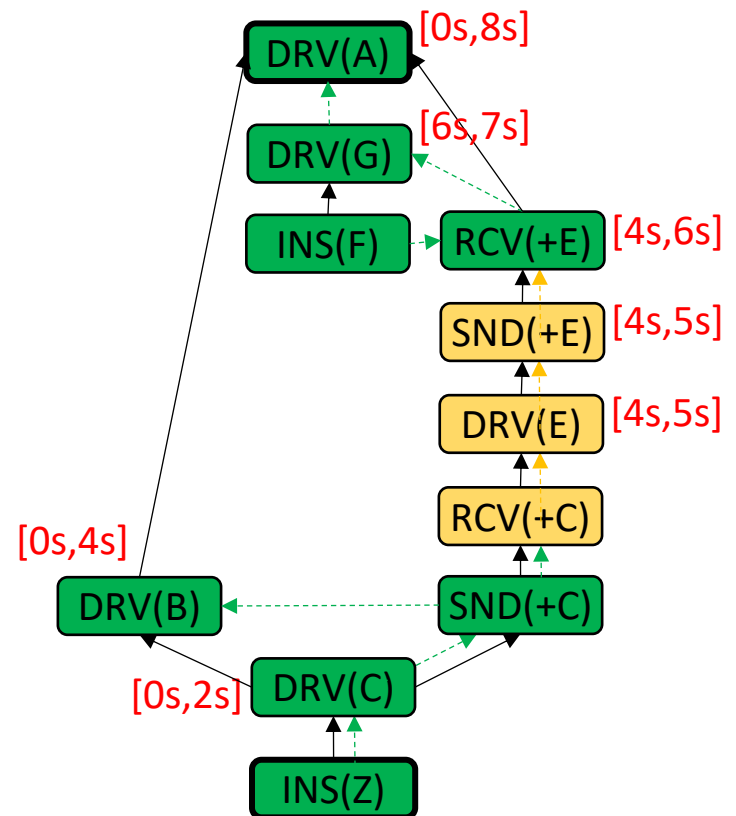 DRV(A) [0s,8s]
DRV(G) [6s,7s]
INS(F) RCV(+E) [4s,6s]
SND(+E) [4s,5s]
DRV(E) [4s,5s]
RCV(+C)
[0s,4s]
DRV(B) SND(+C)
[0s,2s] DRV(C)
INS(Z)